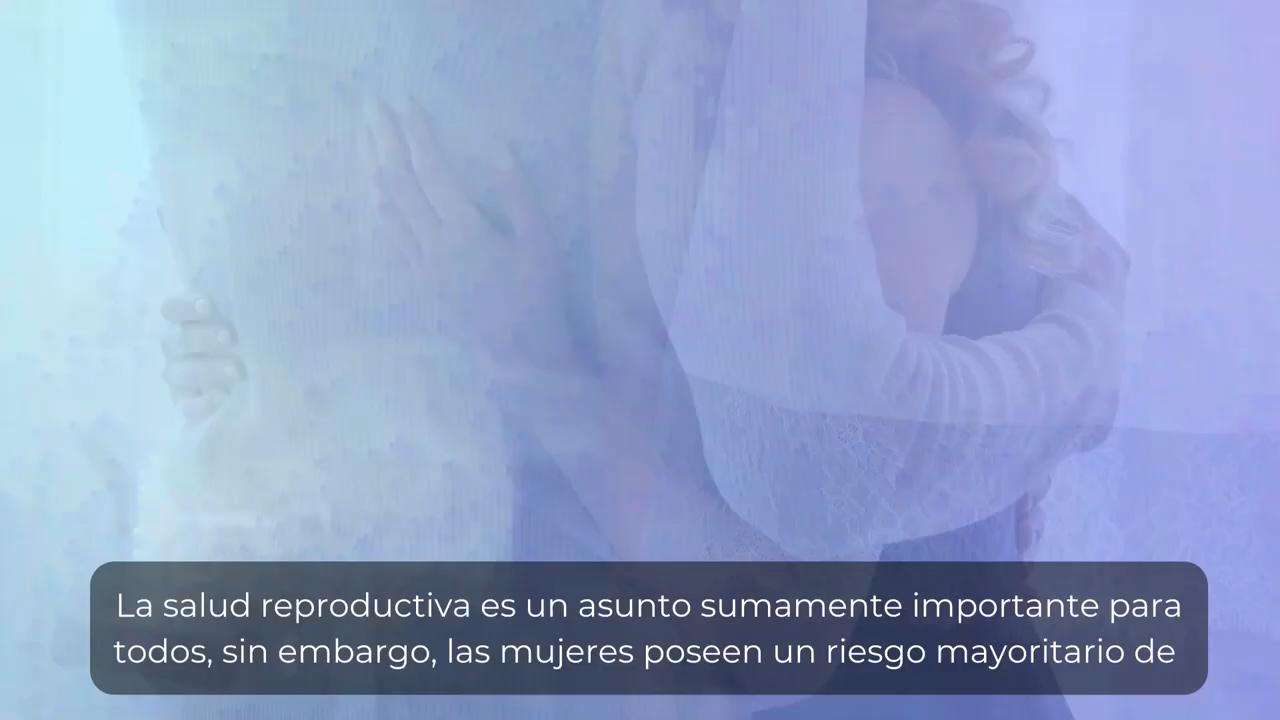 La salud reproductiva es un asunto sumamente importante para
todos, sin embargo, las mujeres poseen un riesgo mayoritario de